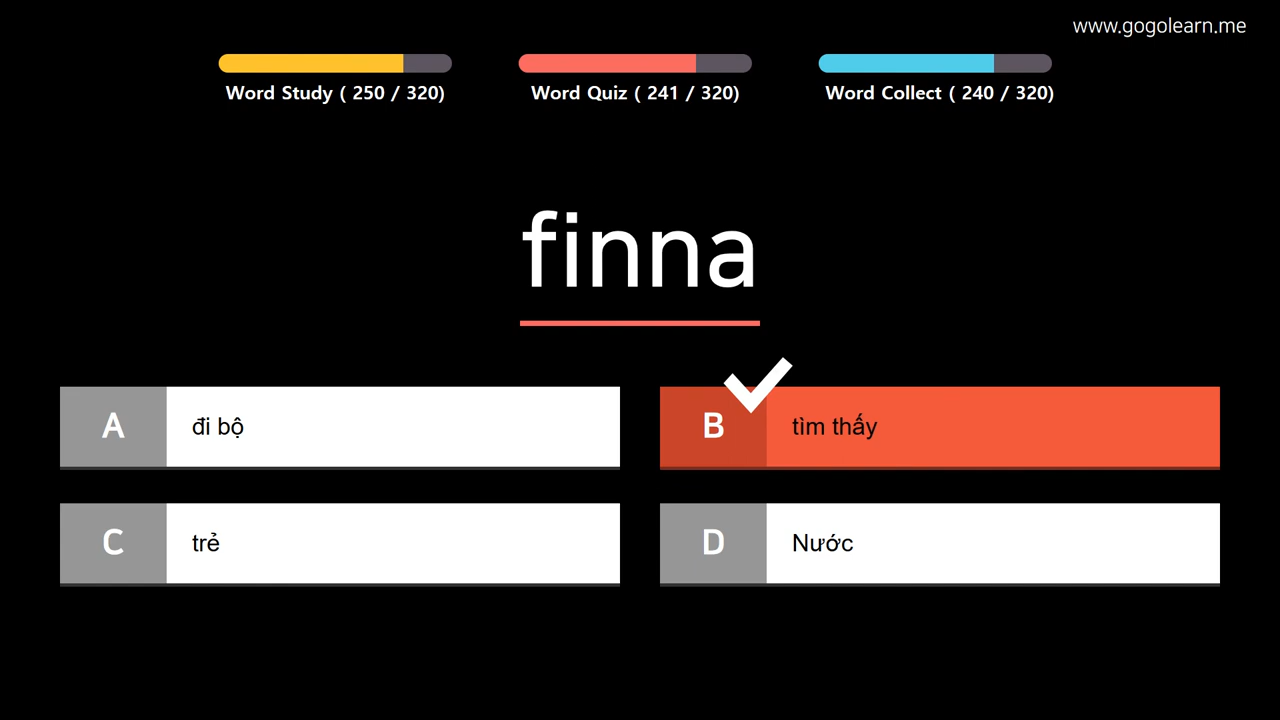 www.gogolearn.me
Word Study ( 250 / 320)
Word Quiz ( 241 / 320)
Word Collect ( 240 / 320)
finna
A đi bộ
B tìm thấy
C trẻ
D Nước